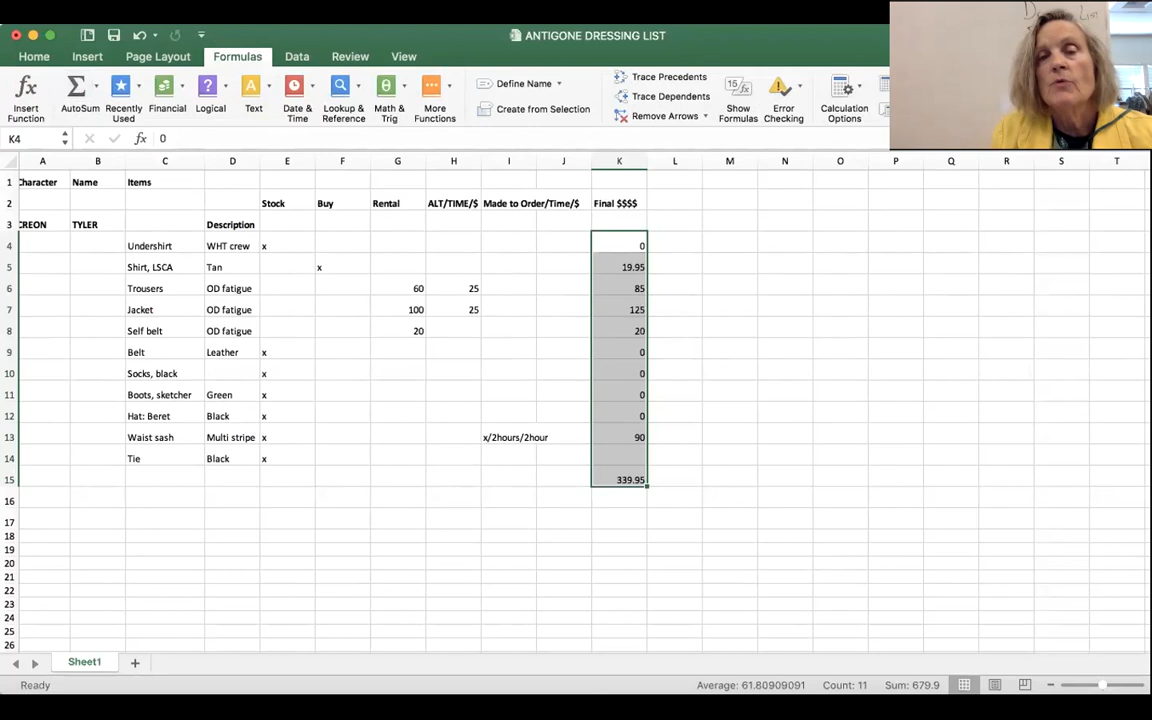 Dressing List
ANTIGONE DRESSING LIST
Home Insert Page Layout Formulas Data Review View
fx Insert Function
Σ AutoSum
Recently Used
Financial
Logical
A Text
Date & Time
Lookup & Reference
θ Math & Trig
More Functions
Define Name
Create from Selection
Trace Precedents
Trace Dependents
Remove Arrows
15 Show Formulas
Error Checking
Calculation Options
K4 fx 0
A B C D E F G H I J K L M N O P Q R S T
1 Character Name Items
2 Stock Buy Rental ALT/TIME/$ Made to Order/Time/$ Final $$$$
3 CREON TYLER Description
4 Undershirt WHT crew x 0
5 Shirt, LSCA Tan x 19.95
6 Trousers OD fatigue 60 25 85
7 Jacket OD fatigue 100 25 125
8 Self belt OD fatigue 20 20
9 Belt Leather x 0
10 Socks, black x 0
11 Boots, sketcher Green x 0
12 Hat: Beret Black x 0
13 Waist sash Multi stripe x x/2hours/2hour 90
14 Tie Black x
15 339.95
16
17
18
19
20
21
22
23
24
25
26
Sheet1 +
Ready Average: 61.80909091 Count: 11 Sum: 679.9